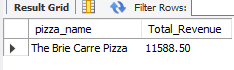 Result Grid Filter Rows:
pizza_name Total_Revenue
The Brie Carre Pizza 11588.50